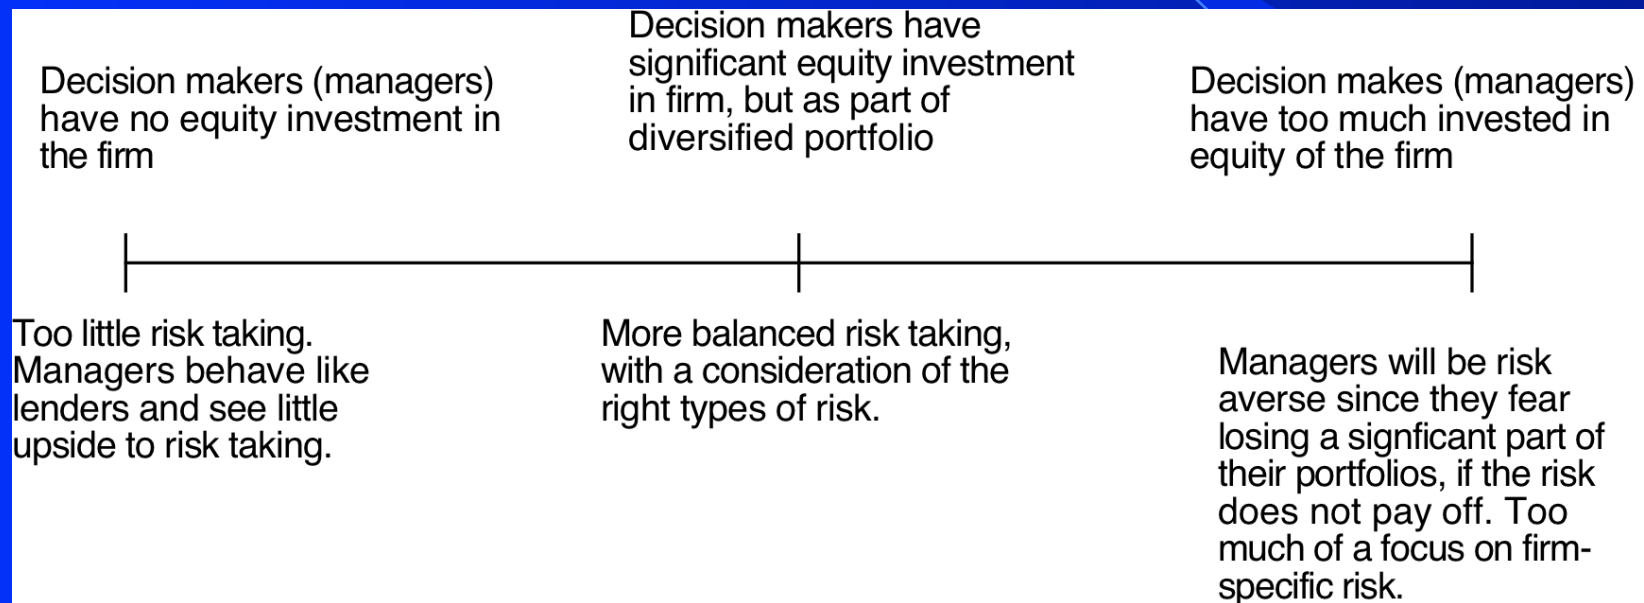 Decision makers (managers)
have no equity investment in
the firm
Decision makers have
significant equity investment
in firm, but as part of
diversified portfolio
Decision makes (managers)
have too much invested in
equity of the firm
Too little risk taking.
Managers behave like
lenders and see little
upside to risk taking.
More balanced risk taking,
with a consideration of the
right types of risk.
Managers will be risk
averse since they fear
losing a signficant part of
their portfolios, if the risk
does not pay off. Too
much of a focus on firm-
specific risk.